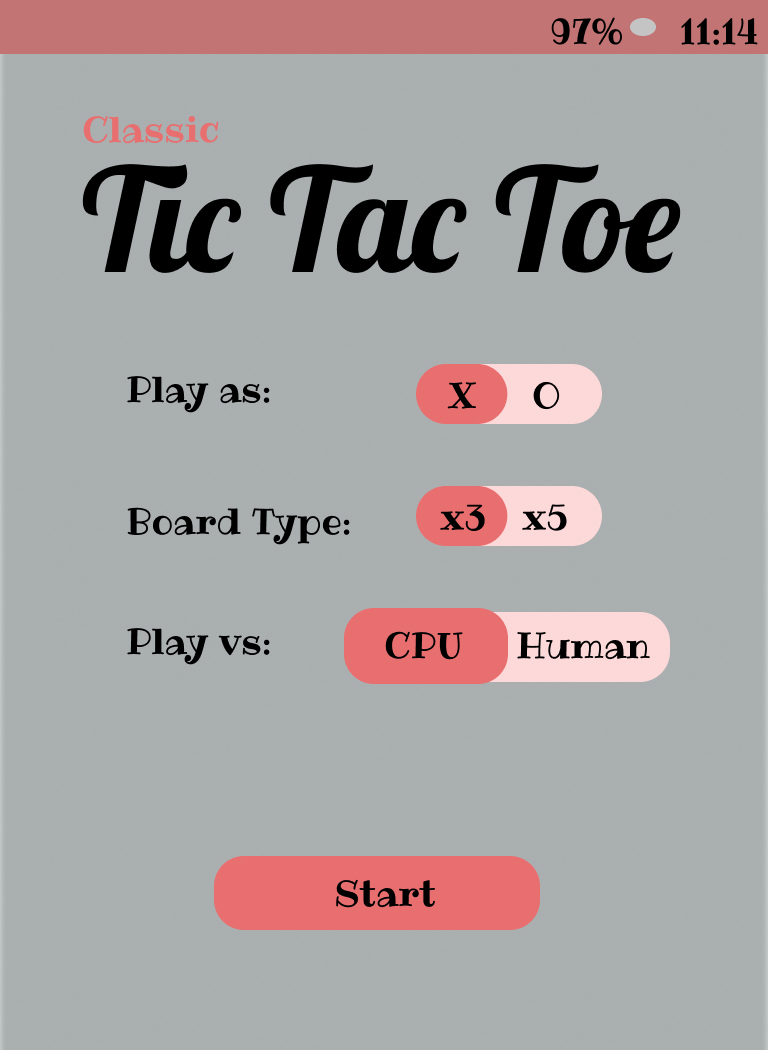 97% 11:14
Classic
Tic Tac Toe
Play as: X O
Board Type: x3 x5
Play vs: CPU Human
Start